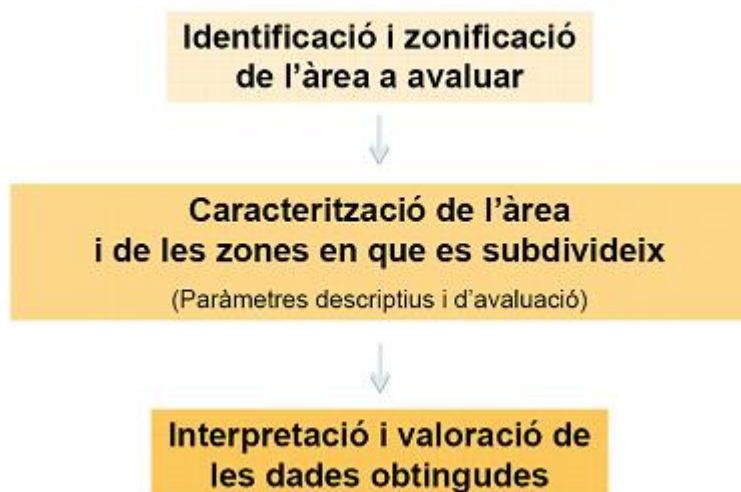 Identificació i zonificació
de l'àrea a avaluar
Caracterització de l'àrea
i de les zones en que es subdivideix
(Paràmetres descriptius i d'avaluació)
Interpretació i valoració de
les dades obtingudes